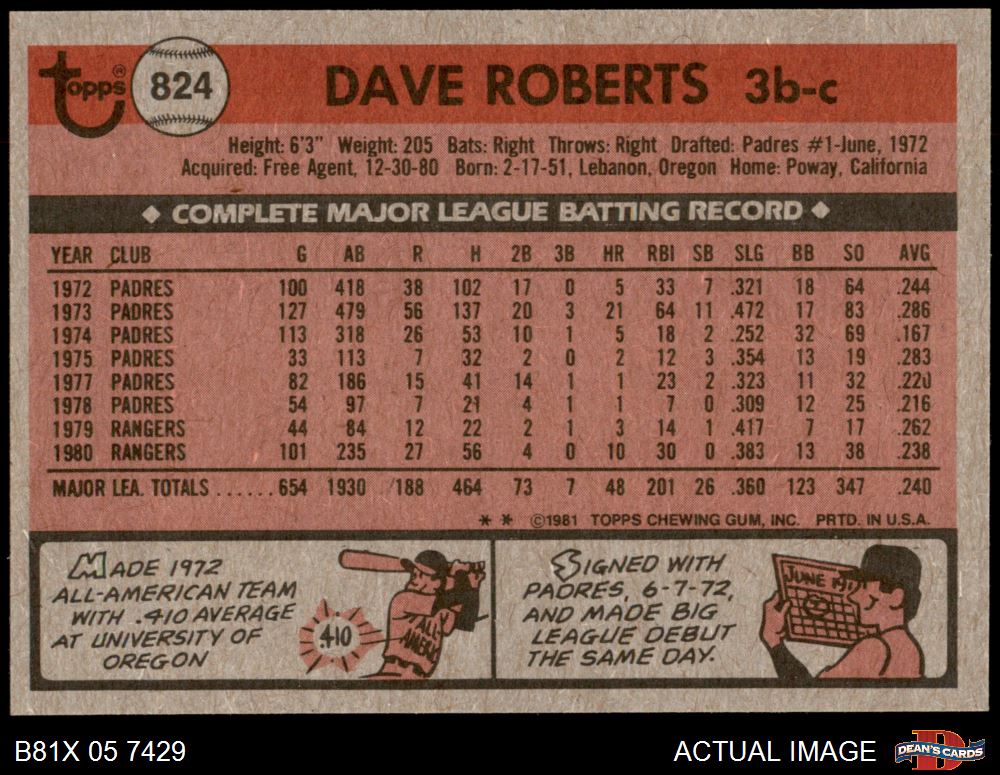 topps® 824 DAVE ROBERTS 3b-c
Height: 6'3" Weight: 205 Bats: Right Throws: Right Drafted: Padres #1-June, 1972
Acquired: Free Agent, 12-30-80 Born: 2-17-51, Lebanon, Oregon Home: Poway, California
◆ COMPLETE MAJOR LEAGUE BATTING RECORD ◆
YEAR CLUB G AB R H 2B 3B HR RBI SB SLG BB SO AVG
1972 PADRES 100 418 38 102 17 0 5 33 7 .321 18 64 .244
1973 PADRES 127 479 56 137 20 3 21 64 11 .472 17 83 .286
1974 PADRES 113 318 26 53 10 1 5 18 2 .252 32 69 .167
1975 PADRES 33 113 7 32 2 0 2 12 3 .354 13 19 .283
1977 PADRES 82 186 15 41 14 1 1 23 2 .323 11 32 .220
1978 PADRES 54 97 7 21 4 1 1 7 0 .309 12 25 .216
1979 RANGERS 44 84 12 22 2 1 3 14 1 .417 7 17 .262
1980 RANGERS 101 235 27 56 4 0 10 30 0 .383 13 38 .238
MAJOR LEA. TOTALS ...... 654 1930 188 464 73 7 48 201 26 .360 123 347 .240
* * ©1981 TOPPS CHEWING GUM, INC. PRTD. IN U.S.A.
MADE 1972
ALL-AMERICAN TEAM
WITH .410 AVERAGE
AT UNIVERSITY OF
OREGON
.410
SIGNED WITH
PADRES, 6-7-72,
AND MADE BIG
LEAGUE DEBUT
THE SAME DAY.
B81X 05 7429 ACTUAL IMAGE DEAN'S CARDS